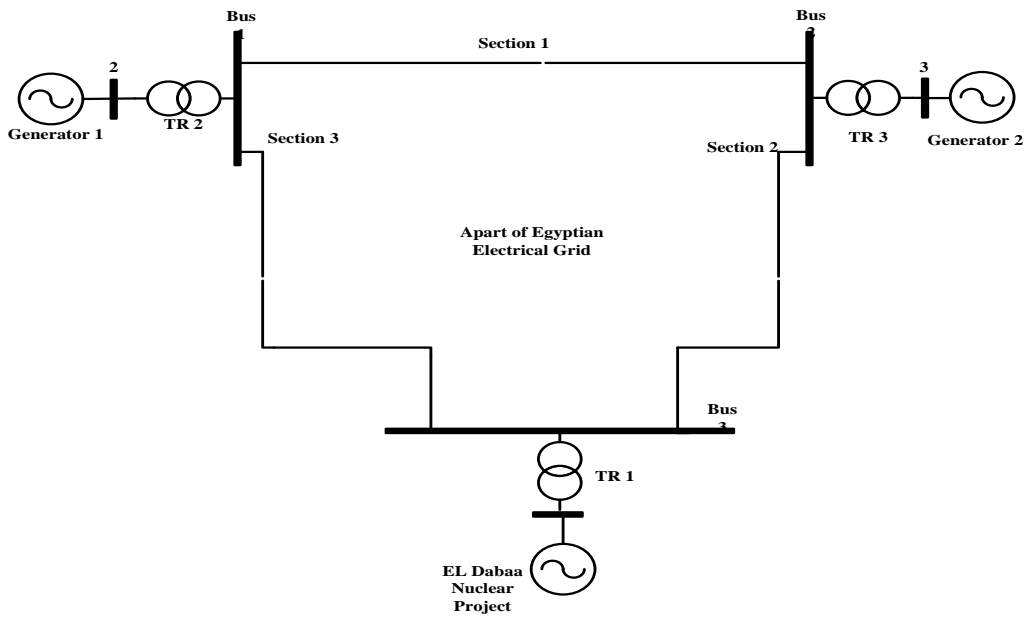 Bus
1
Bus
2
Section 1
2
3
TR 2
Generator 1
TR 3
Generator 2
Section 3
Section 2
Apart of Egyptian
Electrical Grid
Bus
3
TR 1
EL Dabaa
Nuclear
Project